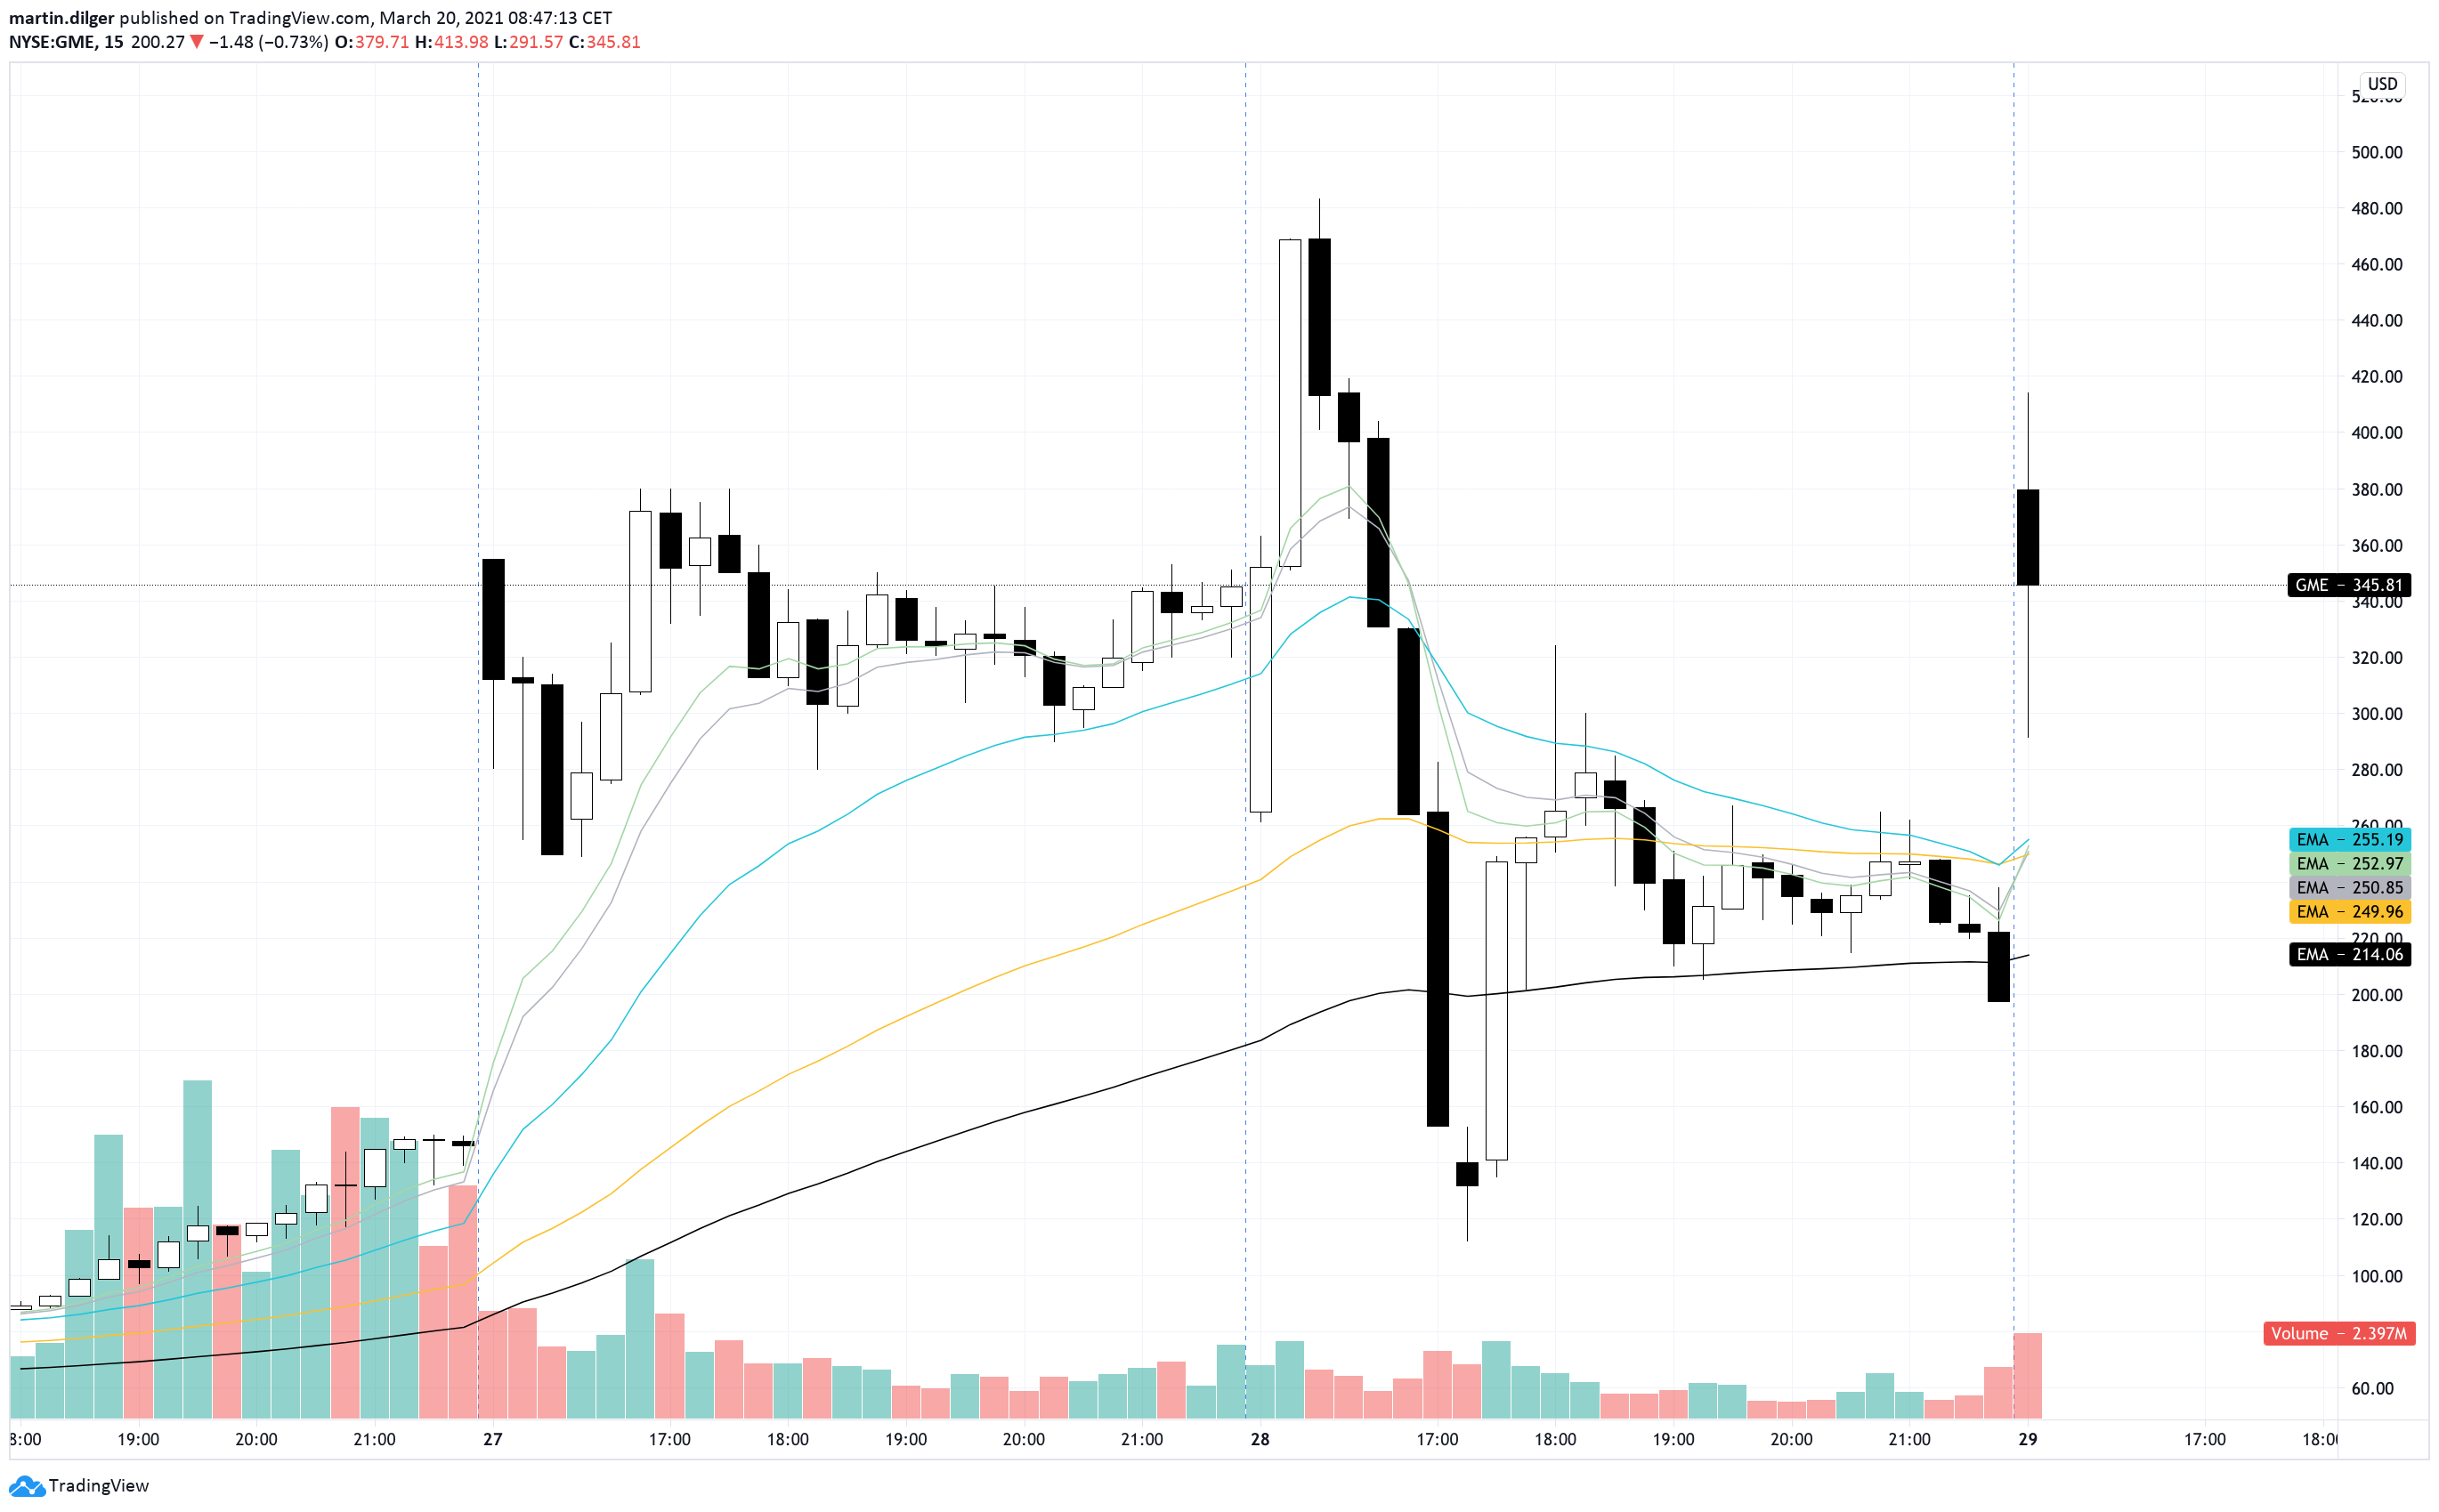 martin.dilger published on TradingView.com, March 20, 2021 08:47:13 CET
NYSE:GME, 15 200.27 ▼ −1.48 (−0.73%) O:379.71 H:413.98 L:291.57 C:345.81
USD
500.00
480.00
460.00
440.00
420.00
400.00
380.00
360.00
GME − 345.81
340.00
320.00
300.00
280.00
260.00
EMA − 255.19
EMA − 252.97
EMA − 250.85
EMA − 249.96
220.00
EMA − 214.06
200.00
180.00
160.00
140.00
120.00
100.00
Volume − 2.397M
60.00
8:00 19:00 20:00 21:00 27 17:00 18:00 19:00 20:00 21:00 28 17:00 18:00 19:00 20:00 21:00 29 17:00 18:0
TradingView